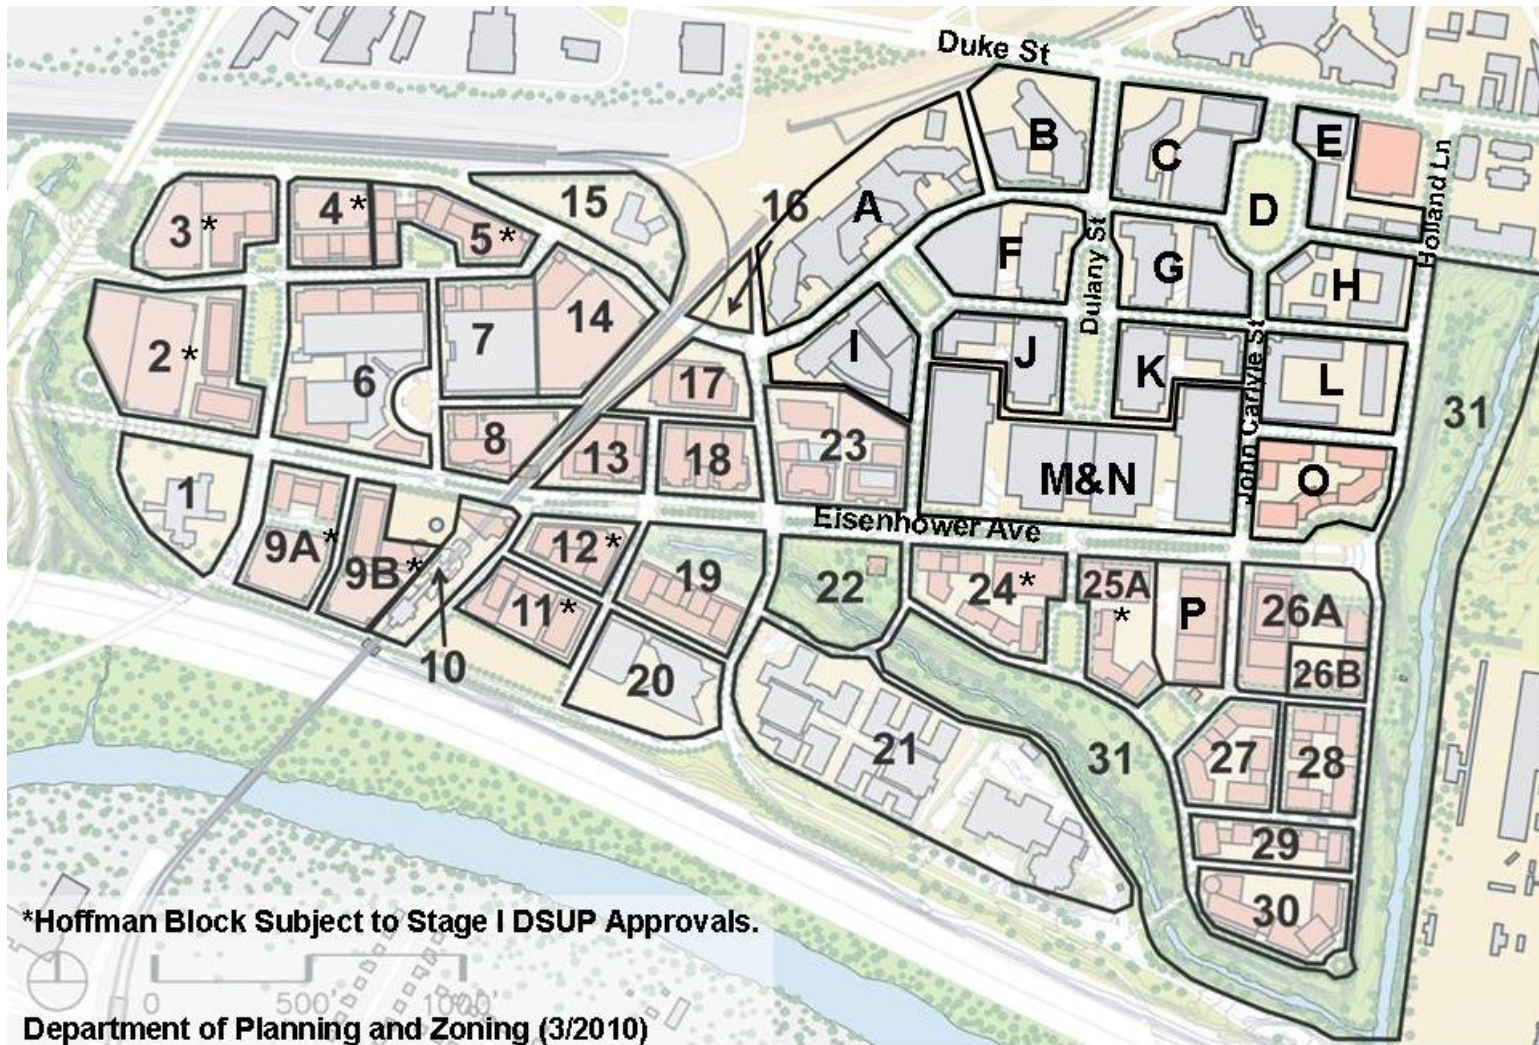 Duke St
B
C
E
Holland Ln
A
D
3*
4*
5*
15
16
F
Dulany St
G
H
2*
6
7
14
I
J
K
John Carlyle St
L
31
17
8
13
18
23
M&N
O
1
9A*
9B*
10
12*
11*
Eisenhower Ave
19
20
22
24*
25A
*
P
26A
26B
21
31
27
28
29
30
*Hoffman Block Subject to Stage I DSUP Approvals.
0 500' 1000'
Department of Planning and Zoning (3/2010)